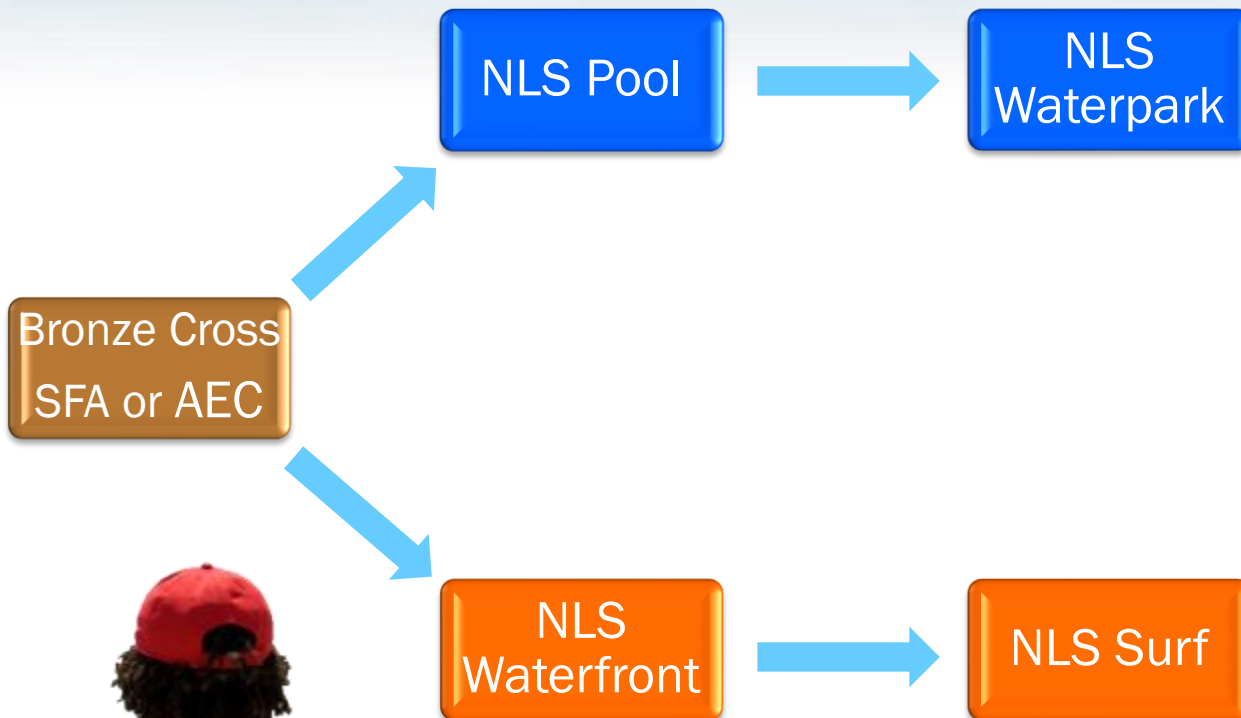 NLS Pool
NLS
Waterpark
Bronze Cross
SFA or AEC
NLS
Waterfront
NLS Surf